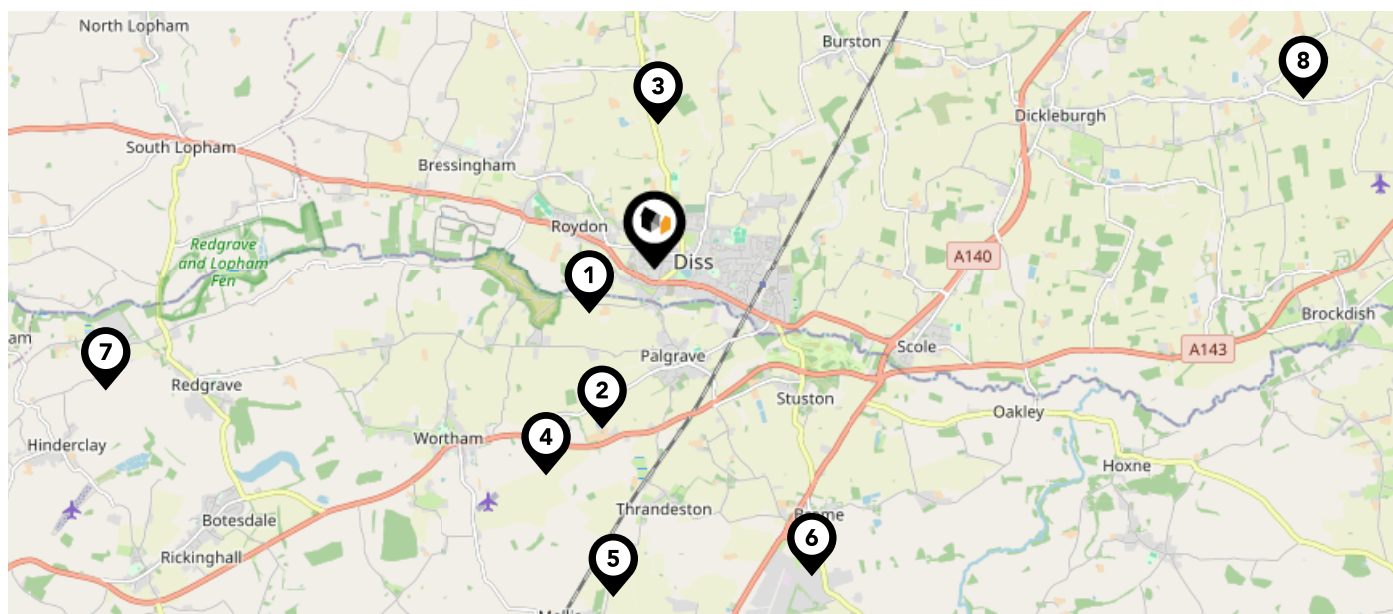 North Lopham
Burston
8
3
Dickleburgh
South Lopham
Bressingham
Roydon
Redgrave
and Lopham
Fen
Diss
A140
1
Brockdish
am
Scole
A143
7
Palgrave
Redgrave
2
Stuston
Oakley
4
Wortham
Hinderclay
Hoxne
Botesdale
Thrandeston
6
Rickinghall
5